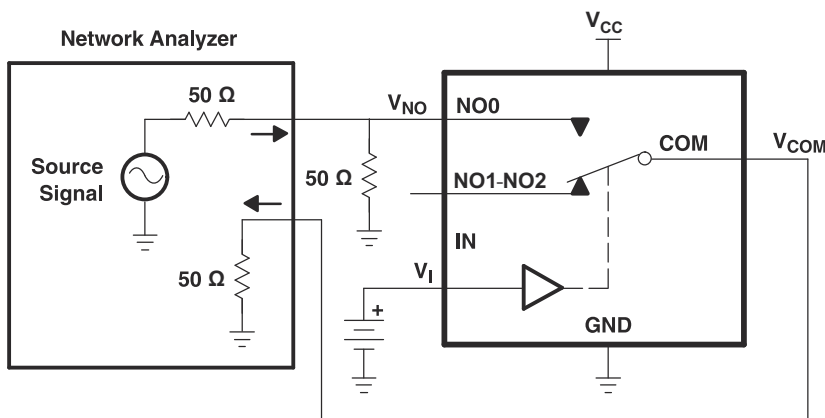 Network Analyzer
V_CC
50 Ω
V_NO
NO0
COM
V_COM
Source
Signal
50 Ω
NO1-NO2
IN
50 Ω
V_I
+
GND